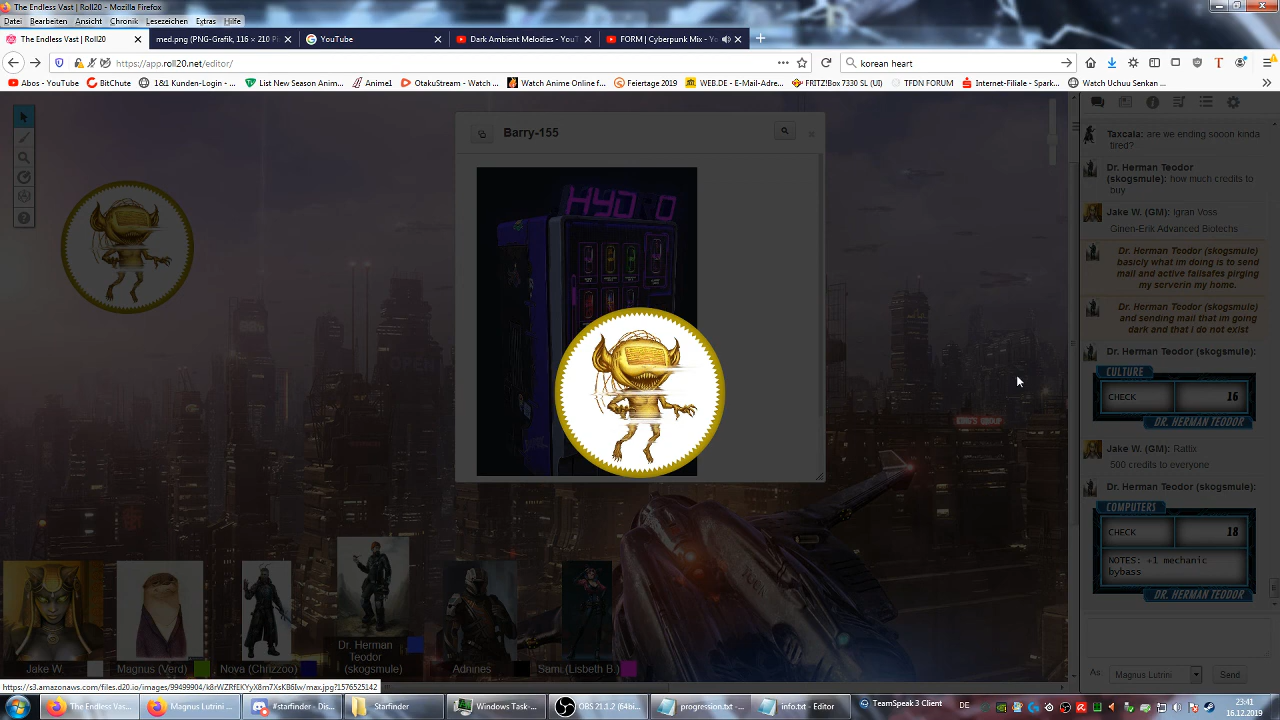 The Endless Vast | Roll20 - Mozilla Firefox
Datei Bearbeiten Ansicht Chronik Lesezeichen Extras Hilfe
The Endless Vast | Roll20
med.png (PNG-Grafik, 116 × 210 Pi
YouTube
Dark Ambient Melodies - YouT
FORM | Cyberpunk Mix - Yo
https://app.roll20.net/editor/
korean heart
Abos - YouTube
BitChute
1&1 Kunden-Login - ...
List New Season Anim...
Anime1
OtakuStream - Watch ...
Watch Anime Online f...
Feiertage 2019
WEB.DE - E-Mail-Adre...
FRITZ!Box 7330 SL (UI)
TFDN FORUM
Internet-Filiale - Spark...
Watch Uchuu Senkan ...
Barry-155
HYD O
Taxcala: are we ending sooon kinda
tired?
Dr. Herman Teodor
(skogsmule): how much credits to
buy
Jake W. (GM): Igran Voss
Ginen-Erik Advanced Biotechs
Dr. Herman Teodor (skogsmule)
basicly what im doing is to send
mail and active failsafes pirging
my serverin my home.
Dr. Herman Teodor (skogsmule)
and sending mail that im going
dark and that i do not exist
Dr. Herman Teodor (skogsmule):
CULTURE
CHECK 16
DR. HERMAN TEODOR
KING'S GROUP
Jake W. (GM): Ratlix
500 credits to everyone
Dr. Herman Teodor (skogsmule):
COMPUTERS
CHECK 18
NOTES: +1 mechanic
bybass
DR. HERMAN TEODOR
Jake W.
Magnus (Verd)
Noya (Chrizzoo)
Dr. Herman
Teodor
(skogsmule)
Adnines
Sami (Lisbeth B.)
As
Magnus Lutrini
Send
https://s3.amazonaws.com/files.d20.io/images/99499904/k8rWZRfEKYyX8m7XsKB6Iw/max.jpg?1576525142
The Endless Vas...
Magnus Lutrini ...
#starfinder - Dis...
Starfinder
Windows Task-...
OBS 21.1.2 (64bi...
progression.txt -...
info.txt - Editor
TeamSpeak 3 Client
DE
23:41
16.12.2019